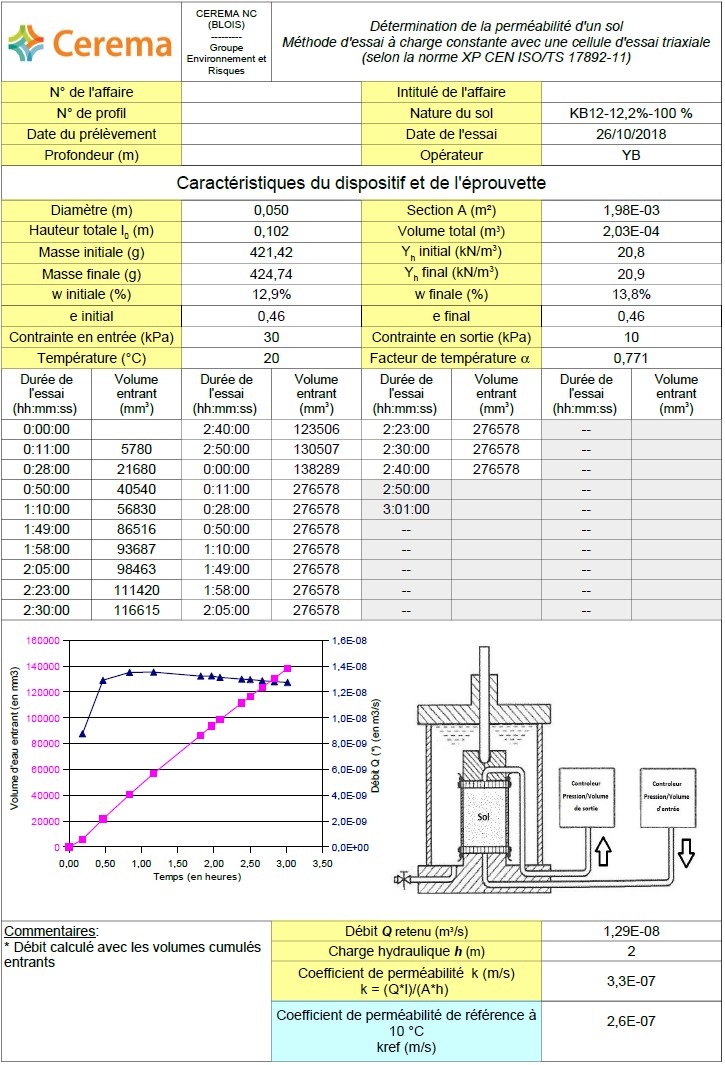 Cerema
CEREMA NC
(BLOIS)
---------
Groupe
Environnement et
Risques
Détermination de la perméabilité d'un sol
Méthode d'essai à charge constante avec une cellule d'essai triaxiale
(selon la norme XP CEN ISO/TS 17892-11)
N° de l'affaire Intitulé de l'affaire
N° de profil Nature du sol KB12-12,2%-100 %
Date du prélèvement Date de l'essai 26/10/2018
Profondeur (m) Opérateur YB
Caractéristiques du dispositif et de l'éprouvette
Diamètre (m) 0,050 Section A (m²) 1,98E-03
Hauteur totale l₀ (m) 0,102 Volume total (m³) 2,03E-04
Masse initiale (g) 421,42 Yₕ initial (kN/m³) 20,8
Masse finale (g) 424,74 Yₕ final (kN/m³) 20,9
w initiale (%) 12,9% w finale (%) 13,8%
e initial 0,46 e final 0,46
Contrainte en entrée (kPa) 30 Contrainte en sortie (kPa) 10
Température (°C) 20 Facteur de température α 0,771
Durée de Volume Durée de Volume Durée de Volume Durée de Volume
l'essai entrant l'essai entrant l'essai entrant l'essai entrant
(hh:mm:ss) (mm³) (hh:mm:ss) (mm³) (hh:mm:ss) (mm³) (hh:mm:ss) (mm³)
0:00:00 2:40:00 123506 2:23:00 276578 --
0:11:00 5780 2:50:00 130507 2:30:00 276578 --
0:28:00 21680 0:00:00 138289 2:40:00 276578 --
0:50:00 40540 0:11:00 276578 2:50:00 --
1:10:00 56830 0:28:00 276578 3:01:00 --
1:49:00 86516 0:50:00 276578 -- --
1:58:00 93687 1:10:00 276578 -- --
2:05:00 98463 1:49:00 276578 -- --
2:23:00 111420 1:58:00 276578 -- --
2:30:00 116615 2:05:00 276578 -- --
Volume d'eau entrant (en mm3)
160000
140000
120000
100000
80000
60000
40000
20000
0
1,6E-08
1,4E-08
1,2E-08
1,0E-08
8,0E-09
6,0E-09
4,0E-09
2,0E-09
0,0E+00
Débit Q (*) (en m3/s)
0,00 0,50 1,00 1,50 2,00 2,50 3,00 3,50
Temps (en heures)
Sol
Controleur
Pression/Volume
de sortie
Controleur
Pression/Volume
d'entrée
Commentaires:
* Débit calculé avec les volumes cumulés
entrants
Débit Q retenu (m³/s) 1,29E-08
Charge hydraulique h (m) 2
Coefficient de perméabilité k (m/s)
k = (Q*l)/(A*h)
3,3E-07
Coefficient de perméabilité de référence à
10 °C
kref (m/s)
2,6E-07